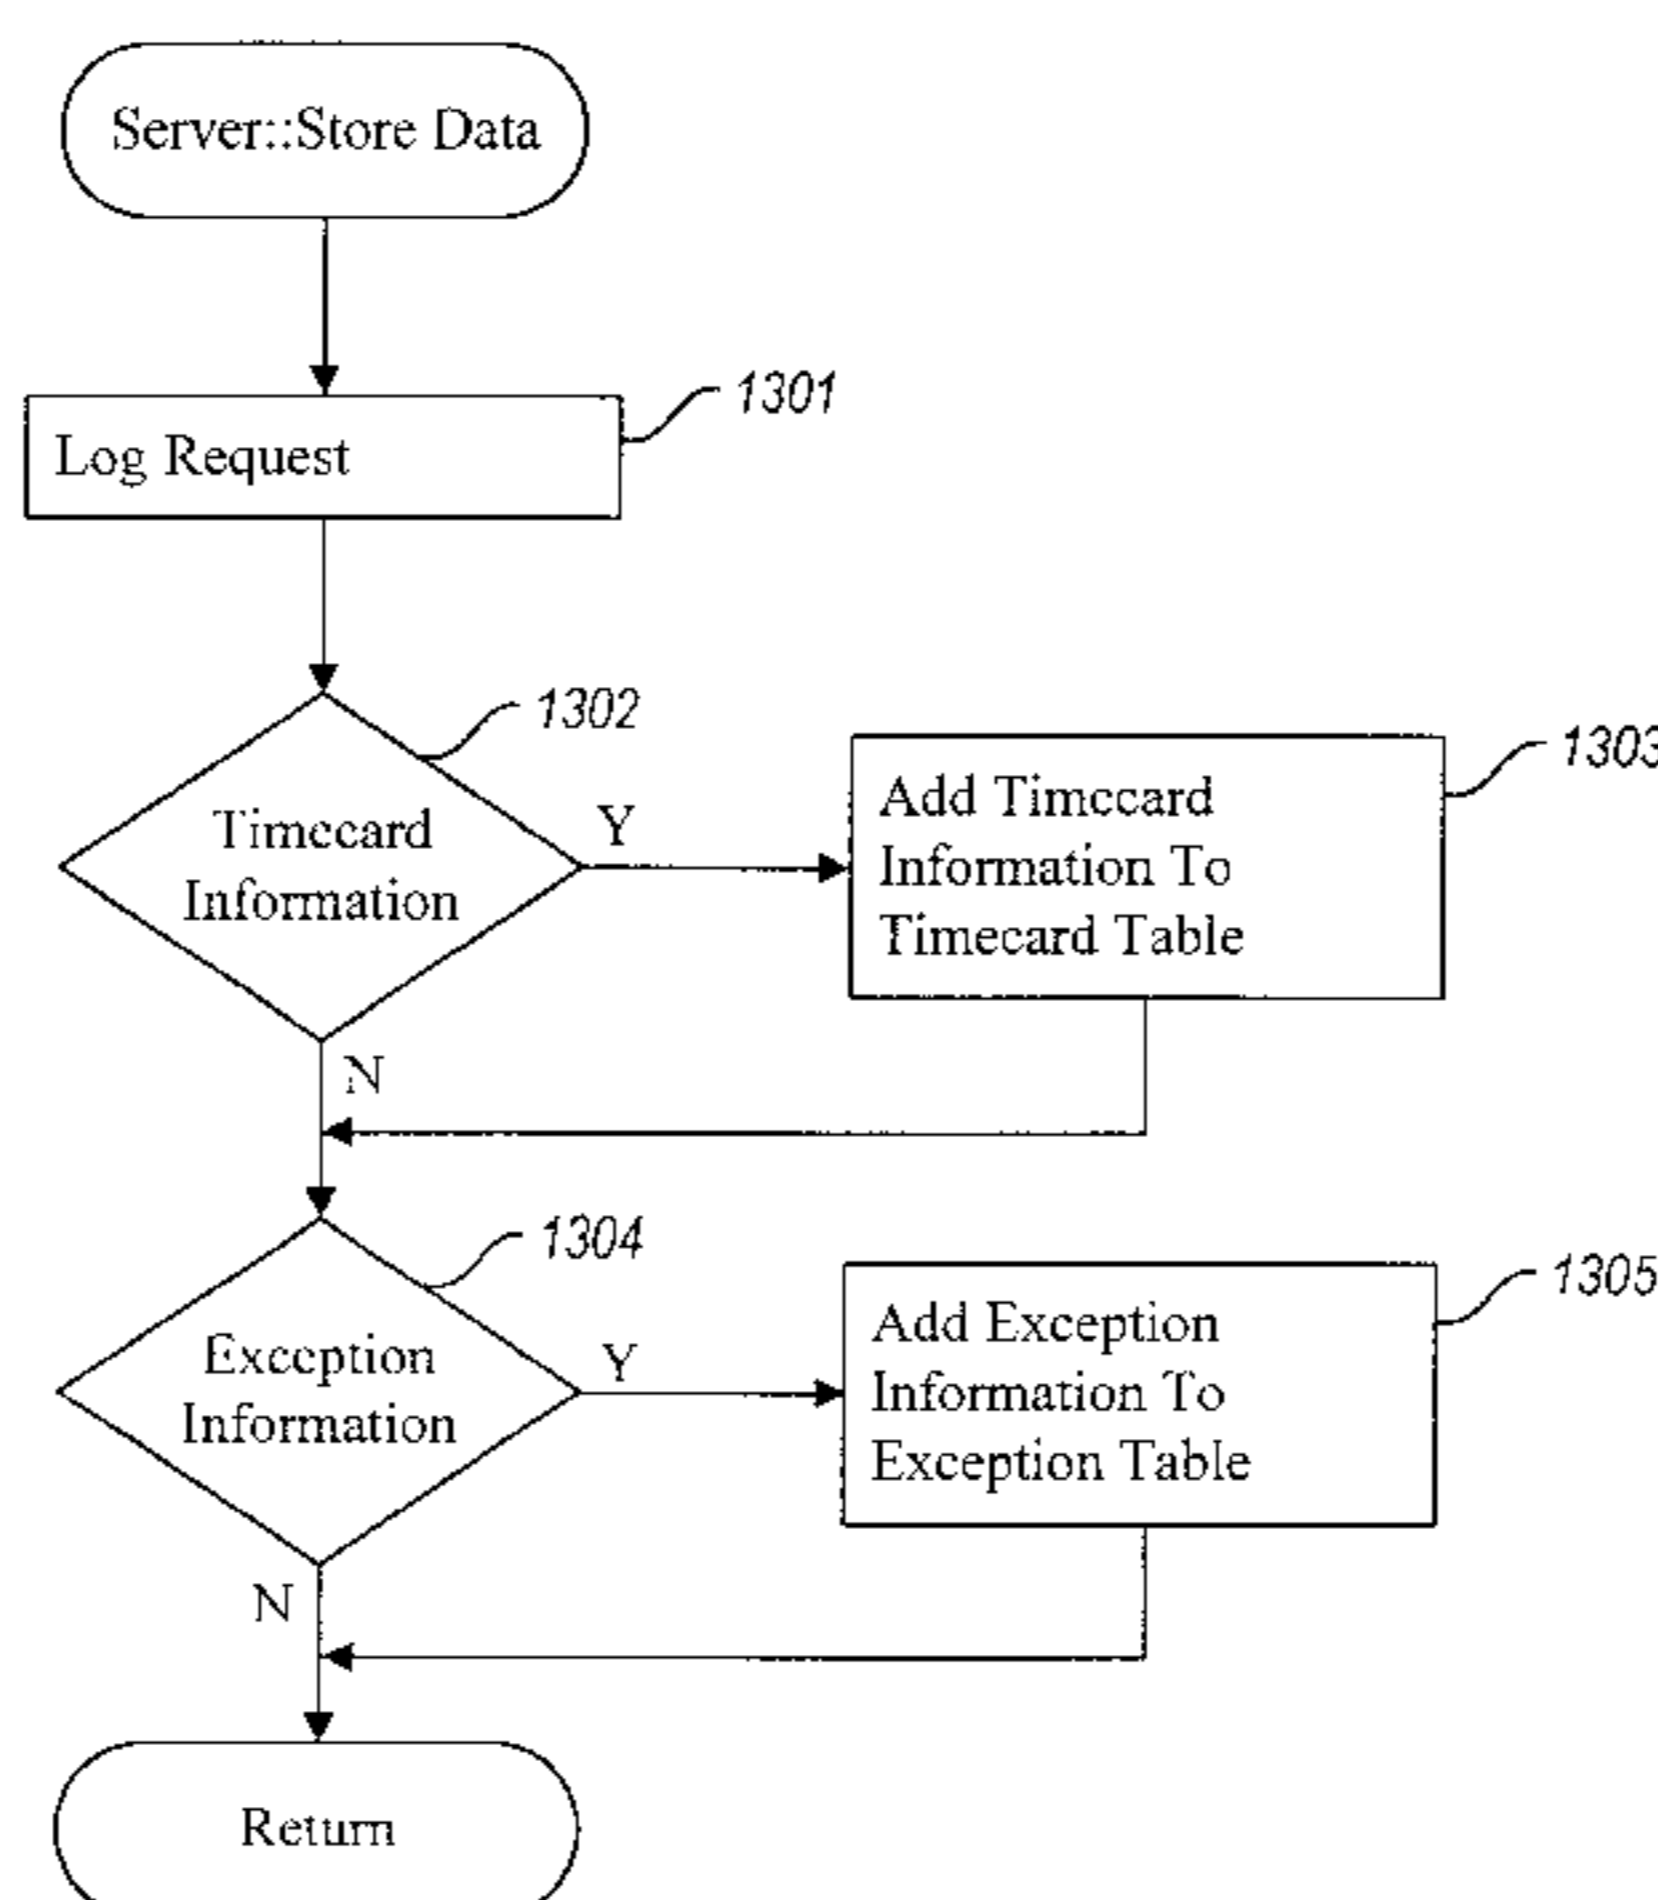 Server::Store Data
1301
Log Request
1302
Timecard
Information
Y
1303
Add Timecard
Information To
Timecard Table
N
1304
Exception
Information
Y
1305
Add Exception
Information To
Exception Table
N
Return